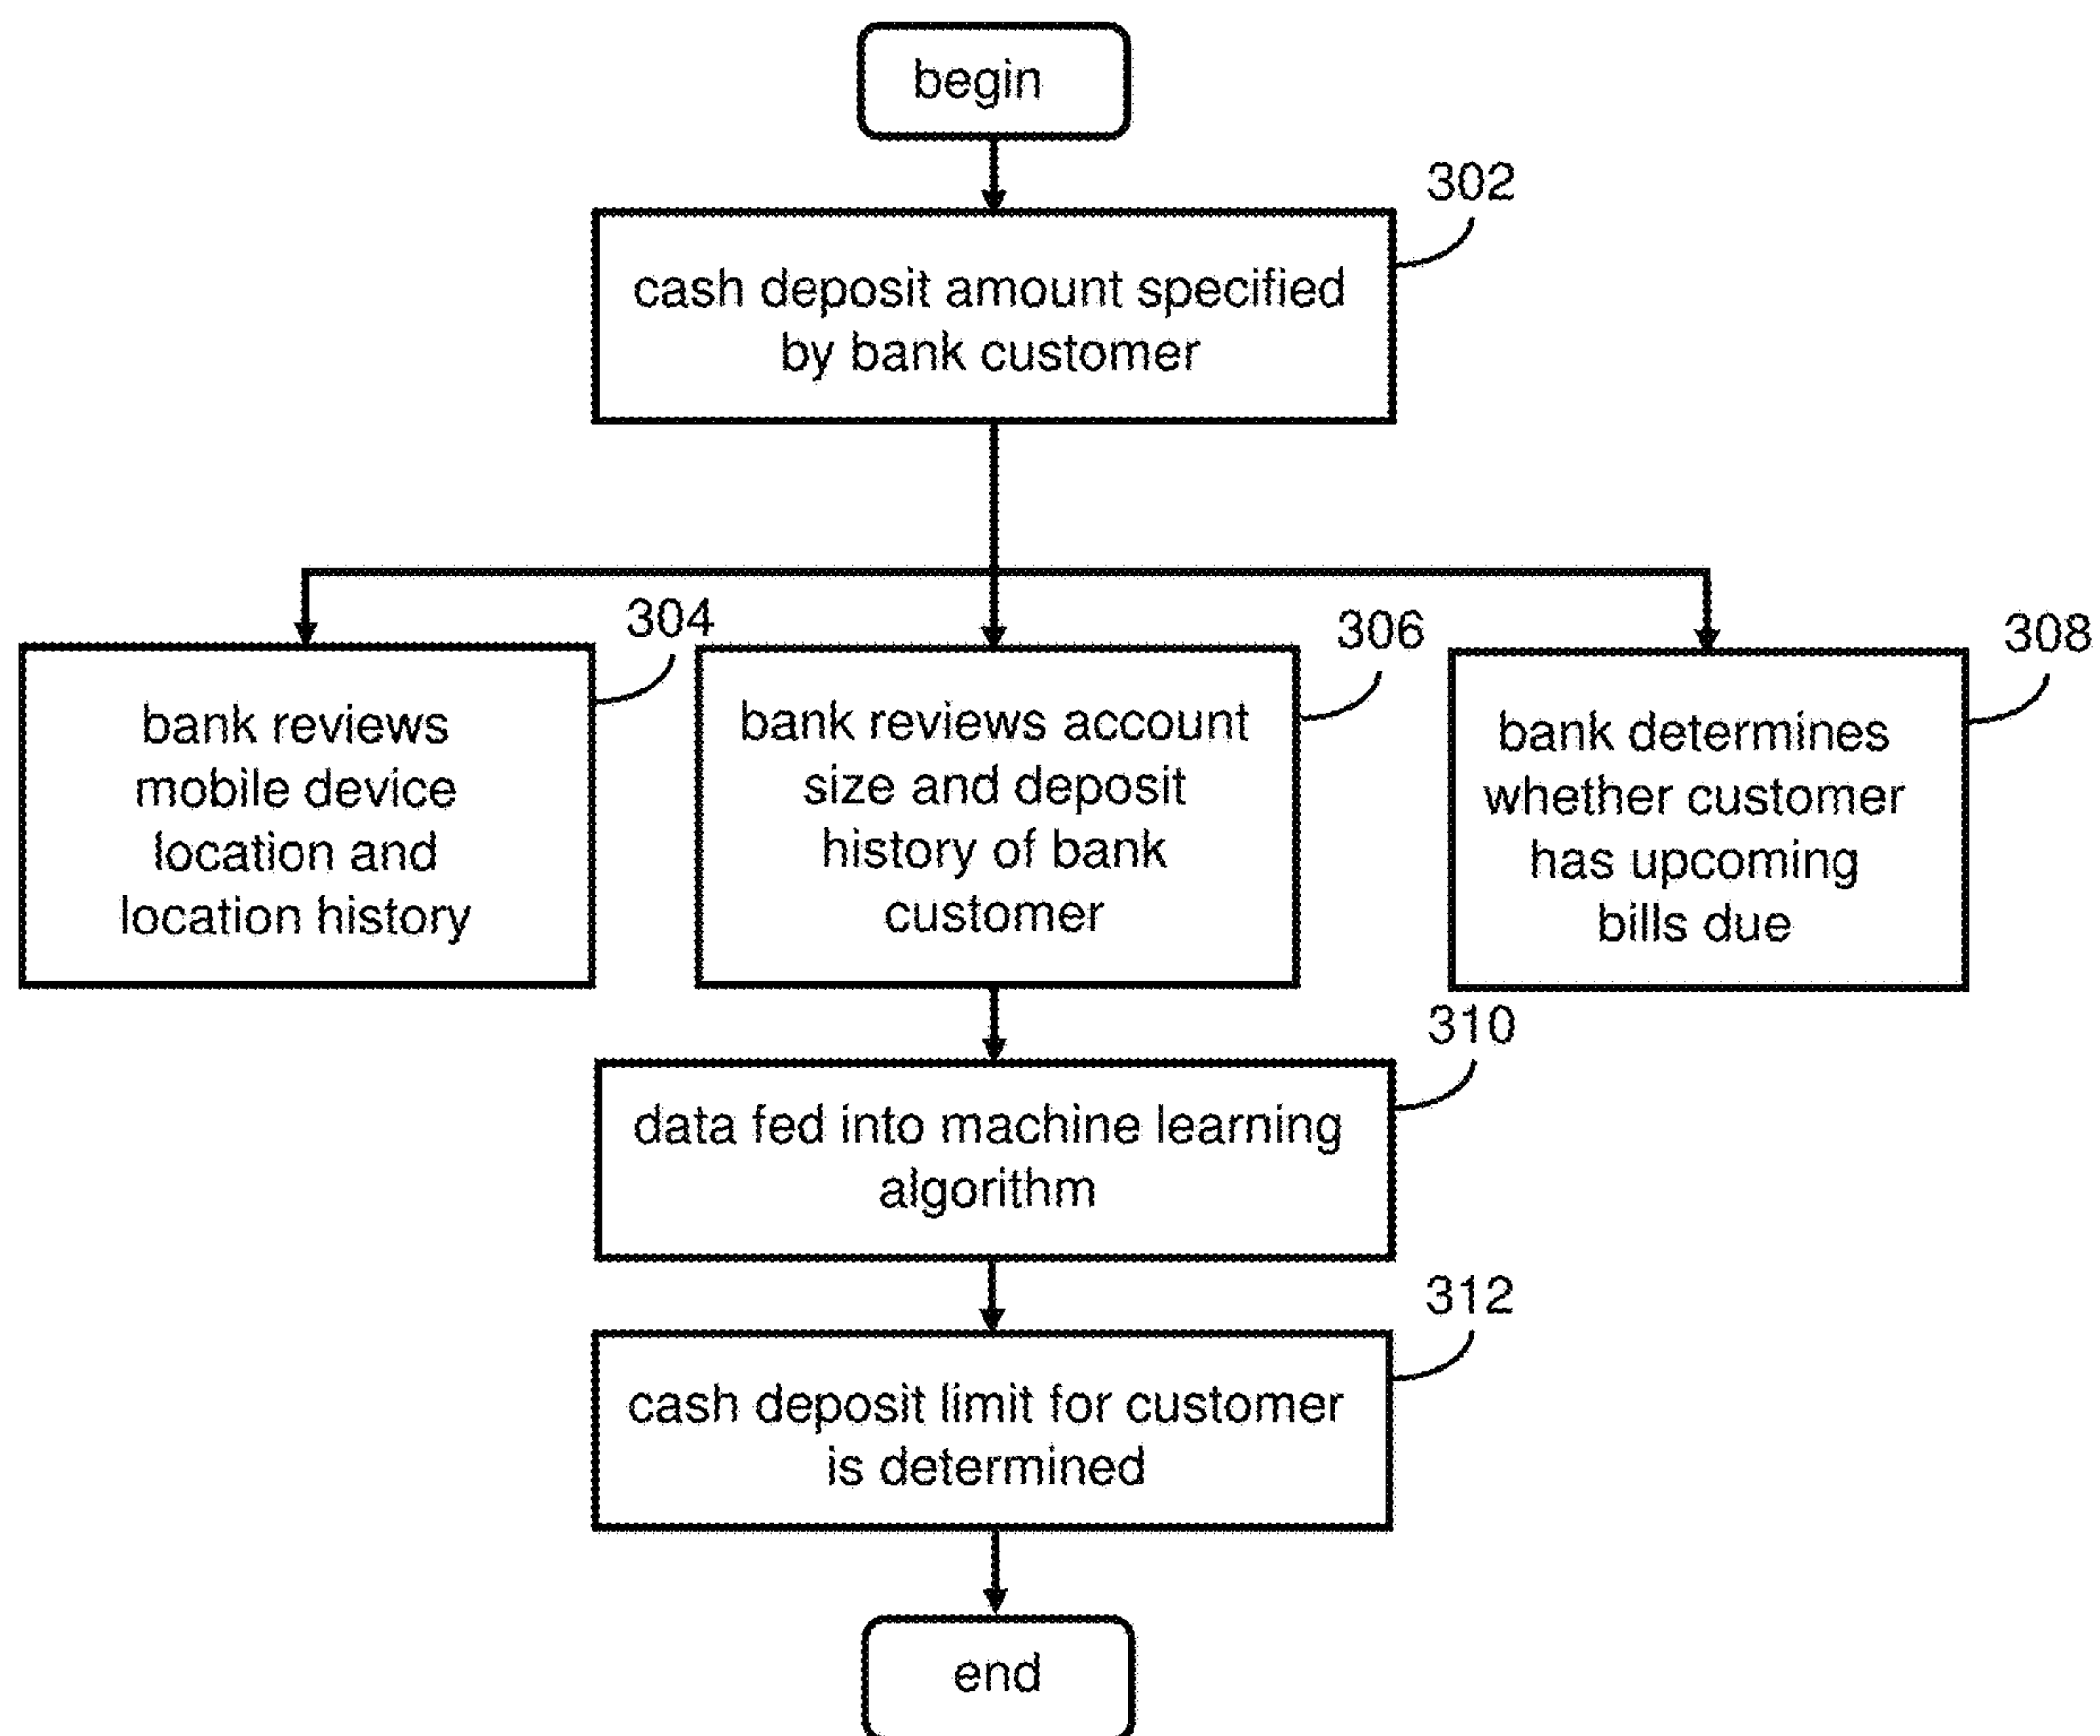 begin
302
cash deposit amount specified
by bank customer
304
bank reviews
mobile device
location and
location history
306
bank reviews account
size and deposit
history of bank
customer
308
bank determines
whether customer
has upcoming
bills due
310
data fed into machine learning
algorithm
312
cash deposit limit for customer
is determined
end